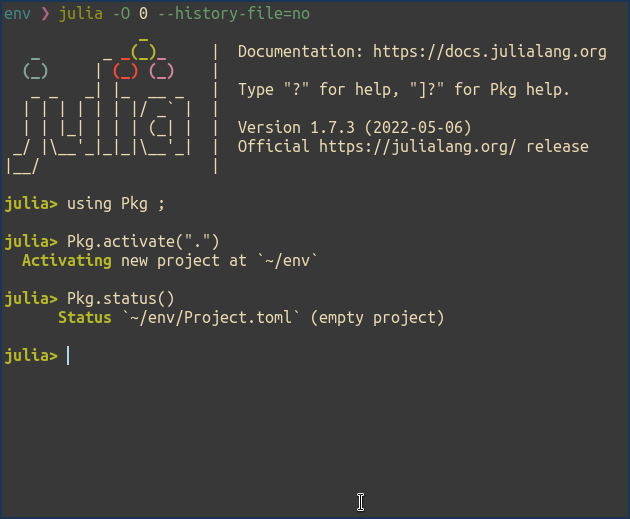 env ❯ julia -O 0 --history-file=no
               _
   _       _ _(_)_     |  Documentation: https://docs.julialang.org
  (_)     | (_) (_)    |
   _ _   _| |_  __ _   |  Type "?" for help, "]?" for Pkg help.
  | | | | | | |/ _` |  |
  | | |_| | | | (_| |  |  Version 1.7.3 (2022-05-06)
 _/ |\__'_|_|_|\__'_|  |  Official https://julialang.org/ release
|__/                   |
julia> using Pkg ;
julia> Pkg.activate(".")
  Activating new project at `~/env`
julia> Pkg.status()
      Status `~/env/Project.toml` (empty project)
julia>